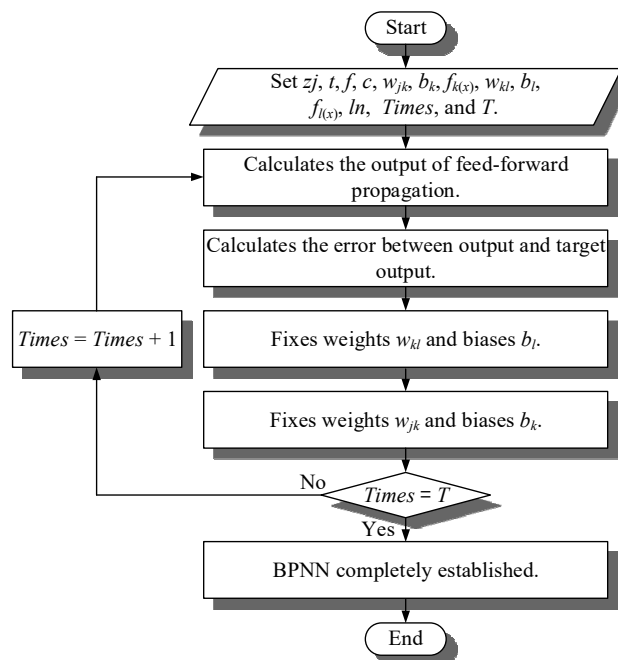 Start
Set zj, t, f, c, wjk, bk, fk(x), wkl, bl,
fl(x), ln, Times, and T.
Calculates the output of feed-forward
propagation.
Calculates the error between output and target
output.
Times = Times + 1
Fixes weights wkl and biases bl.
Fixes weights wjk and biases bk.
No
Times = T
Yes
BPNN completely established.
End